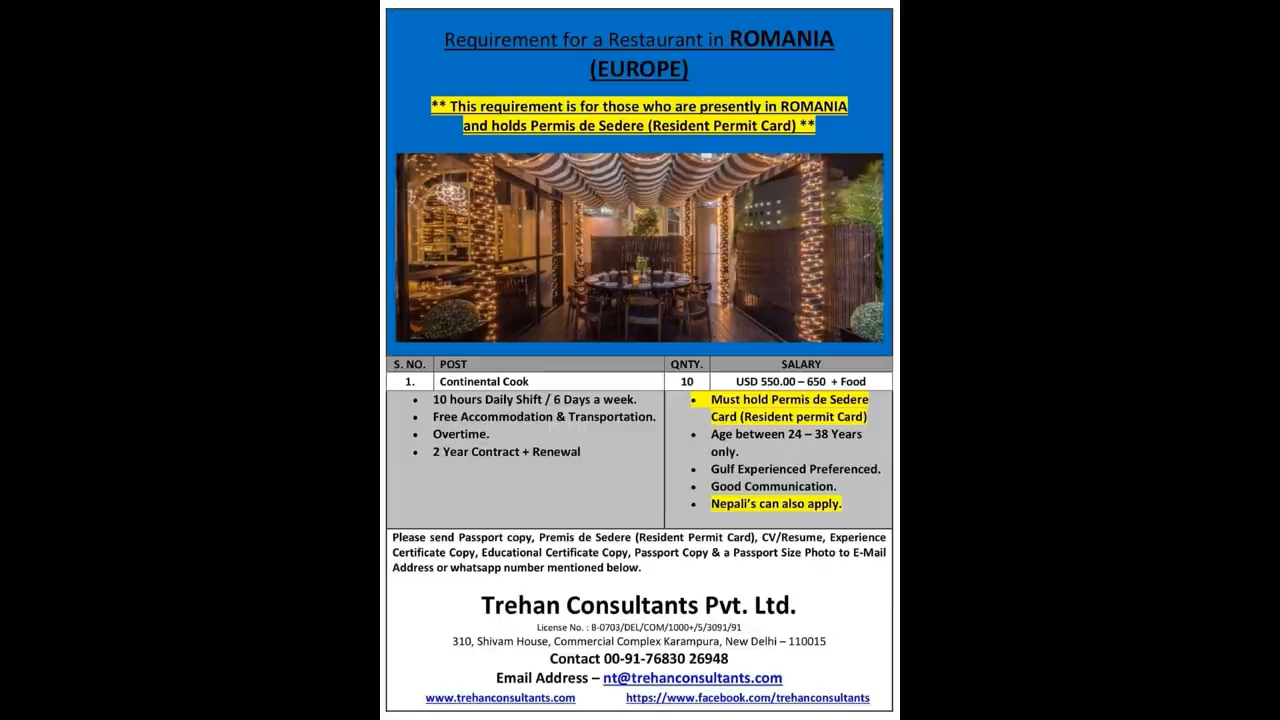 Requirement for a Restaurant in ROMANIA
(EUROPE)
** This requirement is for those who are presently in ROMANIA
and holds Permis de Sedere (Resident Permit Card) **
S. NO. POST QNTY. SALARY
1. Continental Cook 10 USD 550.00 – 650 + Food
• 10 hours Daily Shift / 6 Days a week.
• Free Accommodation & Transportation.
• Overtime.
• 2 Year Contract + Renewal
• Must hold Permis de Sedere
Card (Resident permit Card)
• Age between 24 – 38 Years
only.
• Gulf Experienced Preferenced.
• Good Communication.
• Nepali's can also apply.
Please send Passport copy, Premis de Sedere (Resident Permit Card), CV/Resume, Experience
Certificate Copy, Educational Certificate Copy, Passport Copy & a Passport Size Photo to E-Mail
Address or whatsapp number mentioned below.
Trehan Consultants Pvt. Ltd.
License No. : B-0703/DEL/COM/1000+/5/3091/91
310, Shivam House, Commercial Complex Karampura, New Delhi – 110015
Contact 00-91-76830 26948
Email Address – nt@trehanconsultants.com
www.trehanconsultants.com https://www.facebook.com/trehanconsultants